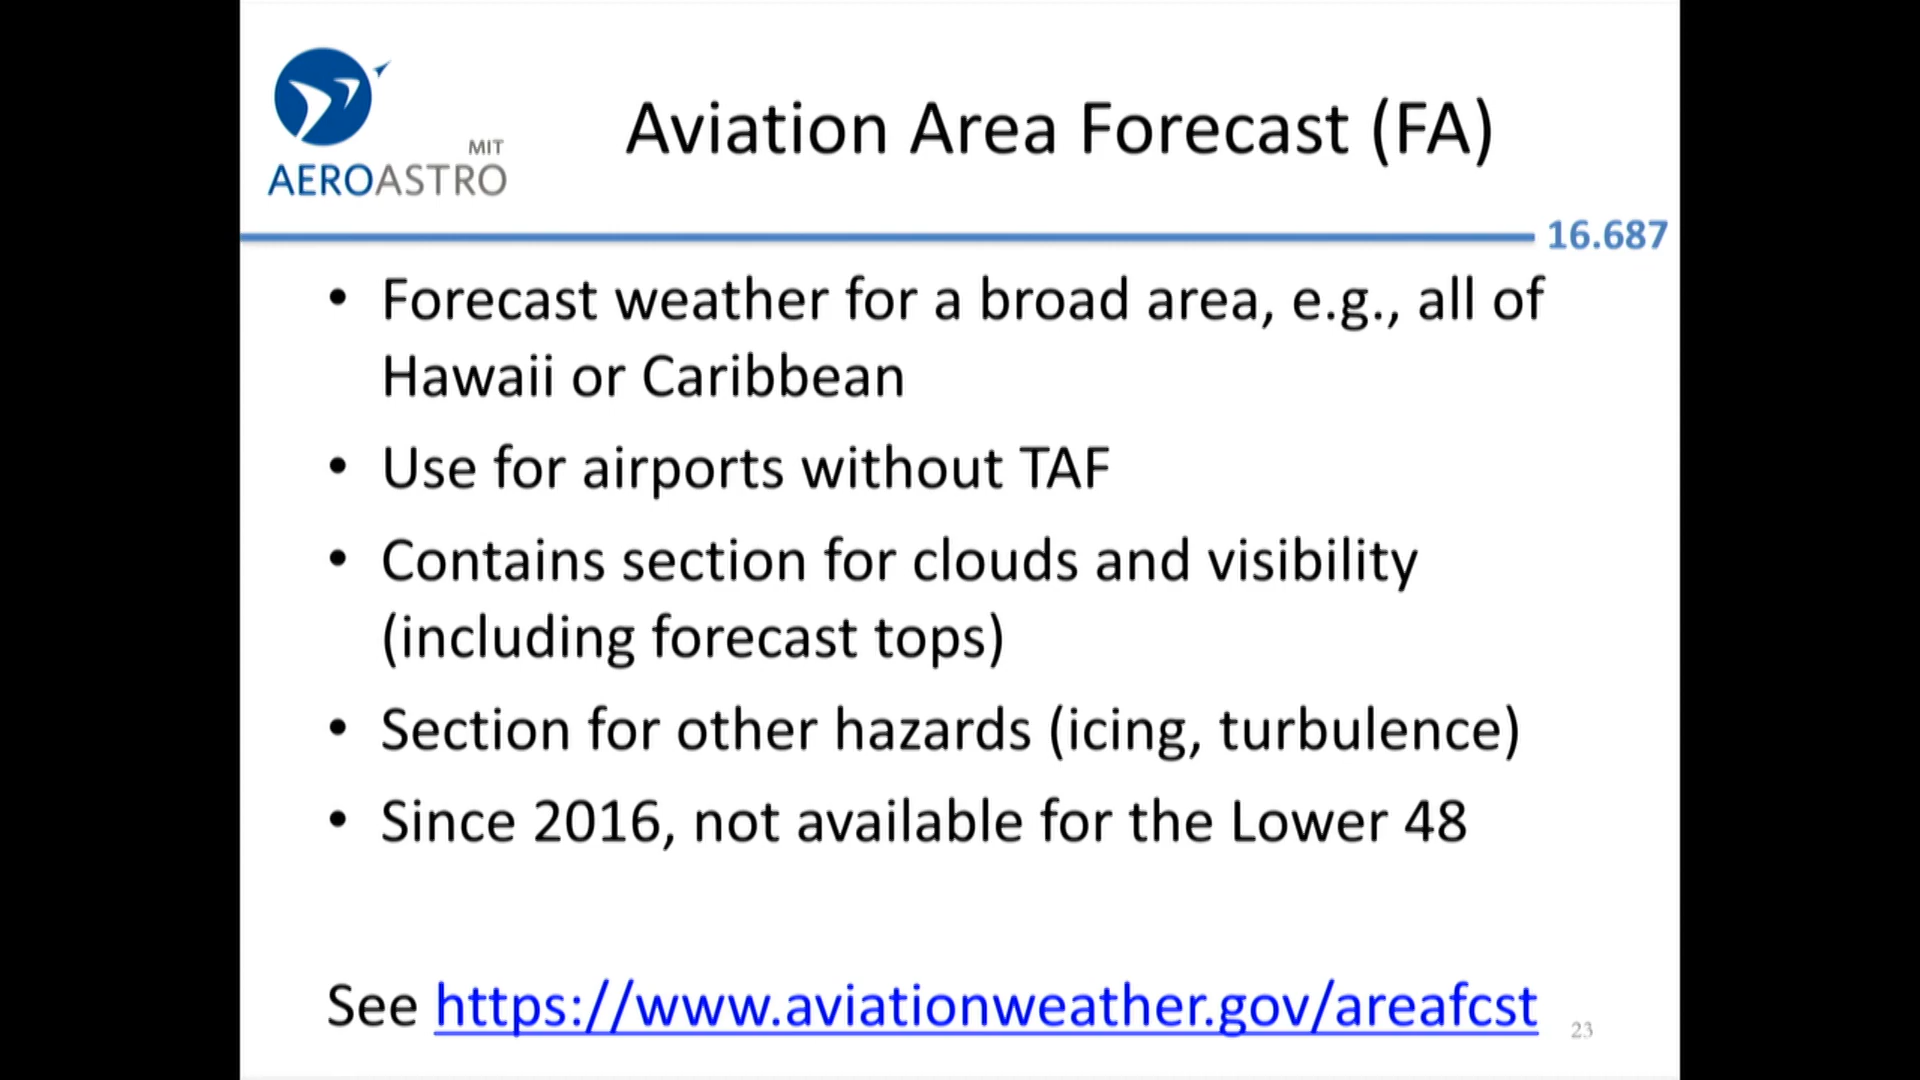 MIT
AEROASTRO
Aviation Area Forecast (FA)
16.687
• Forecast weather for a broad area, e.g., all of
Hawaii or Caribbean
• Use for airports without TAF
• Contains section for clouds and visibility
(including forecast tops)
• Section for other hazards (icing, turbulence)
• Since 2016, not available for the Lower 48
See https://www.aviationweather.gov/areafcst
23